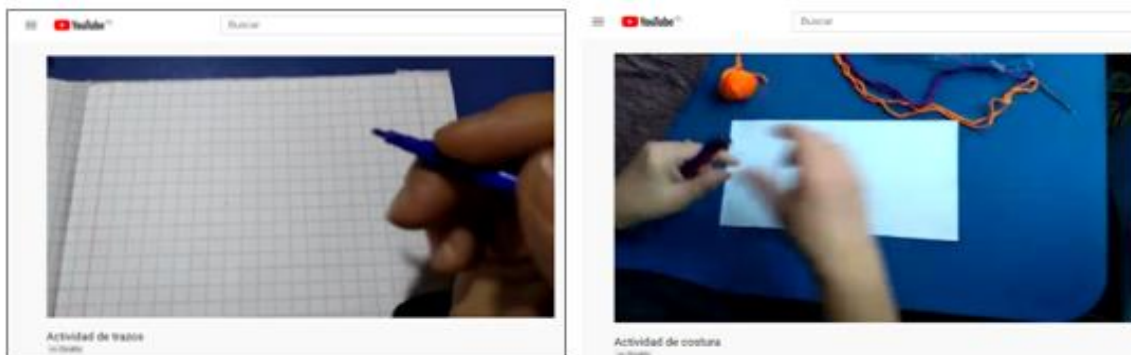 YouTube
Buscar
Actividad de trazos
YouTube
Buscar
Actividad de costura